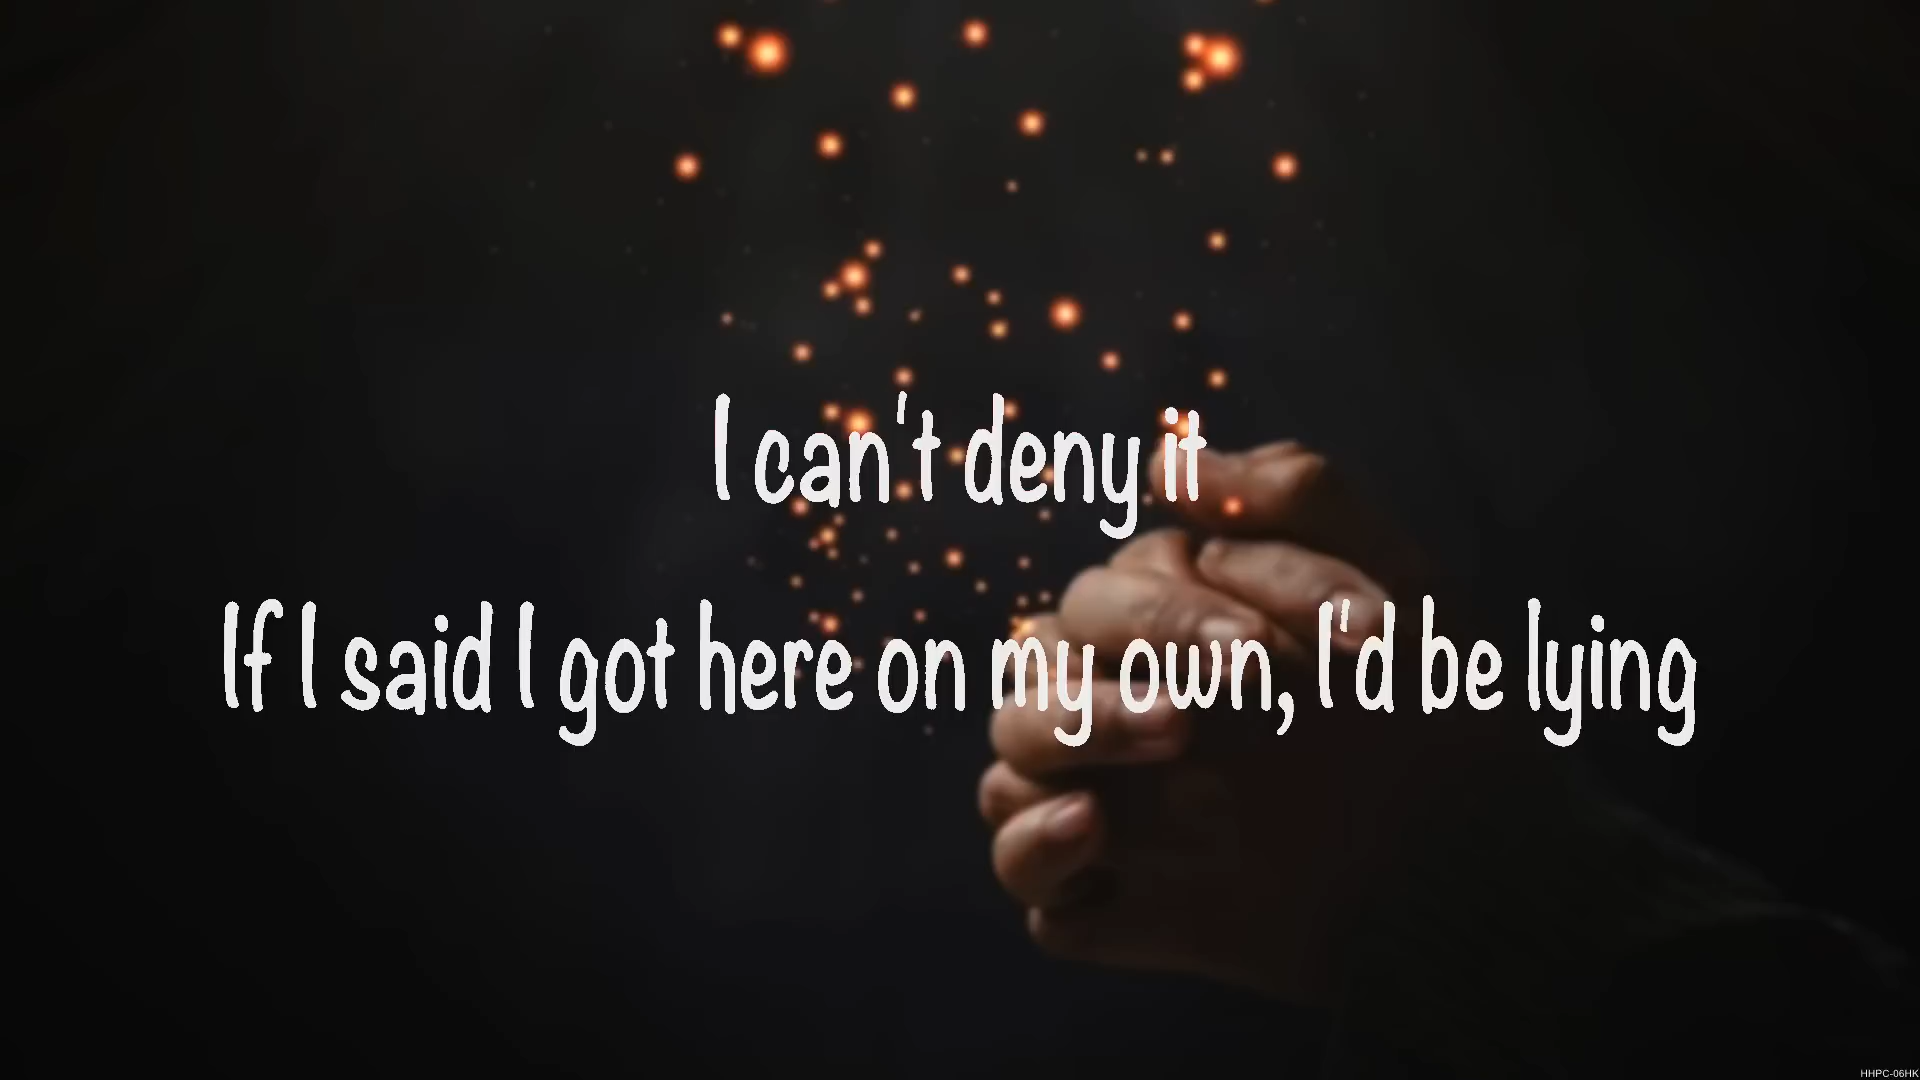 I can't deny it
If I said I got here on my own, I'd be lying
HHPC-06HK